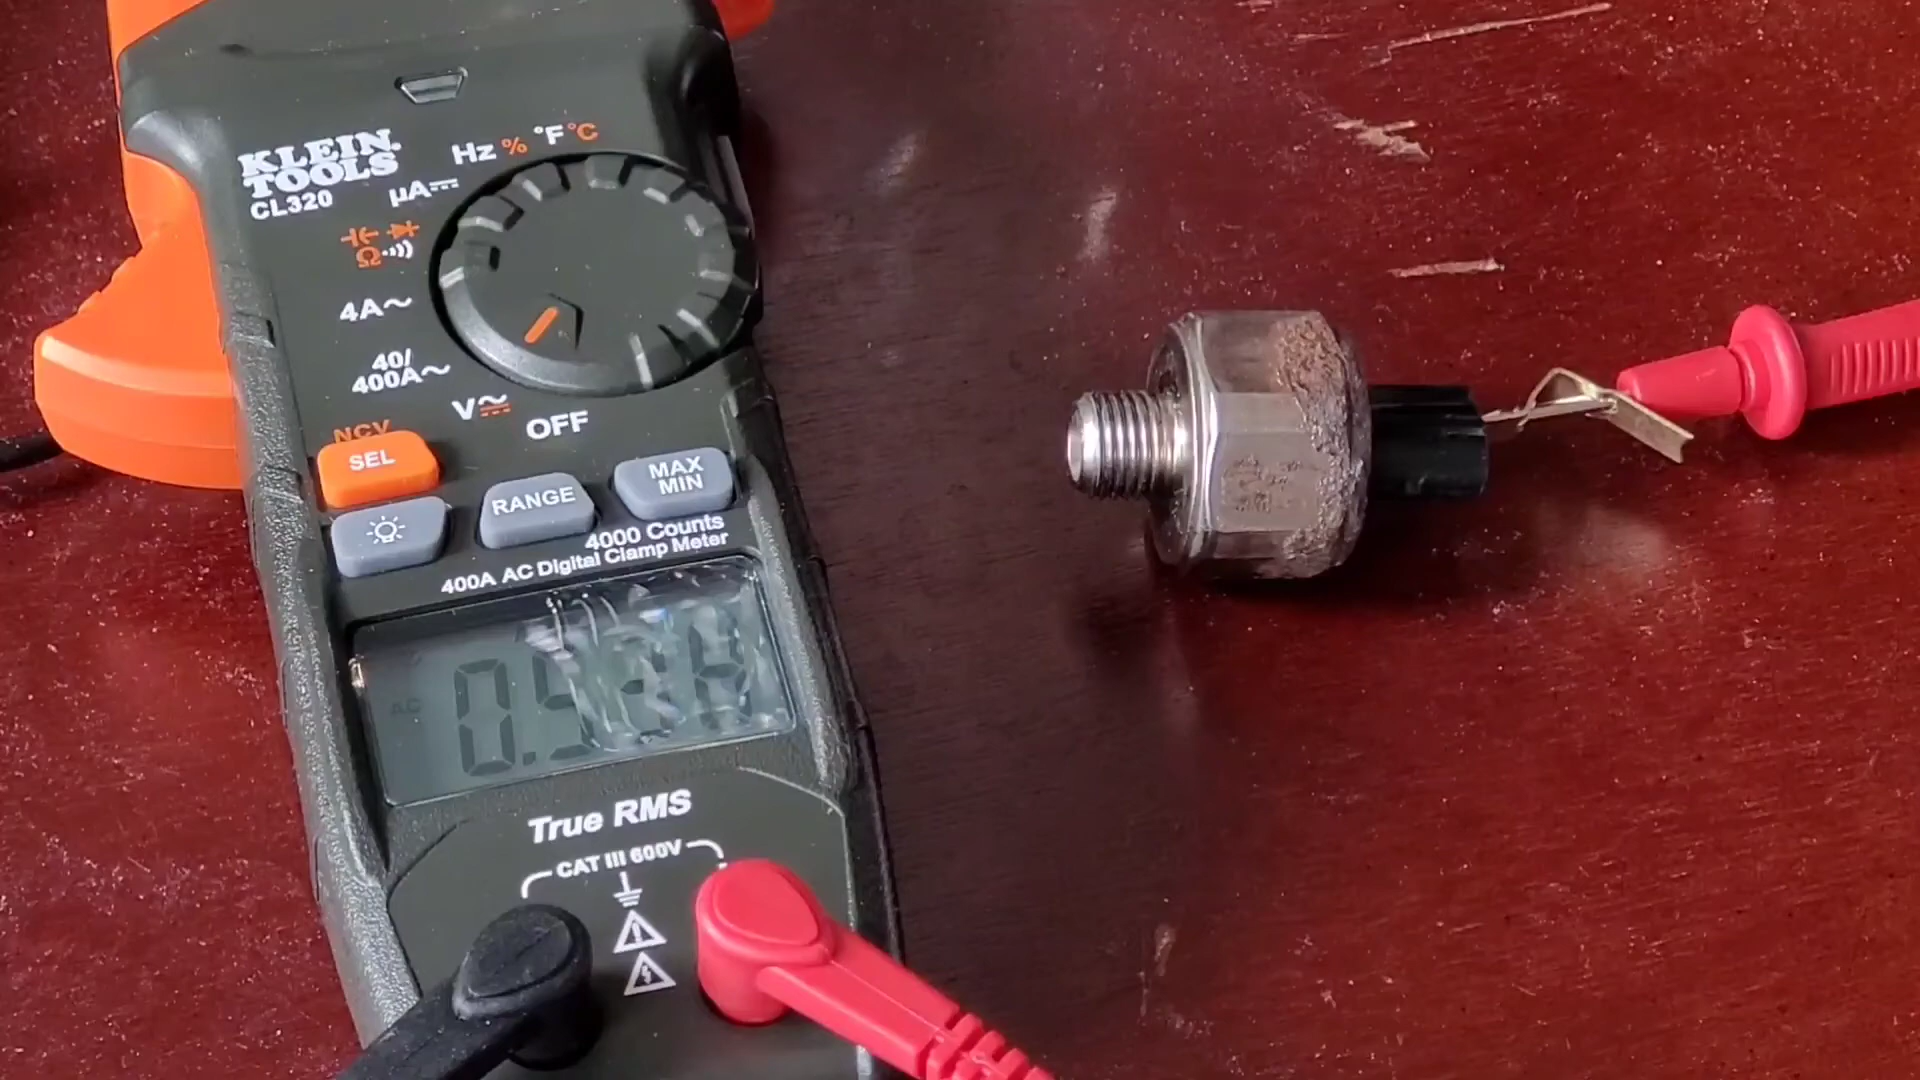 KLEIN
TOOLS
CL320
Hz % °F °C
µA
Ω
4A~
40/
400A~
V
OFF
NCV
SEL
RANGE
MAX
MIN
4000 Counts
400A AC Digital Clamp Meter
AC
True RMS
CAT III 600V